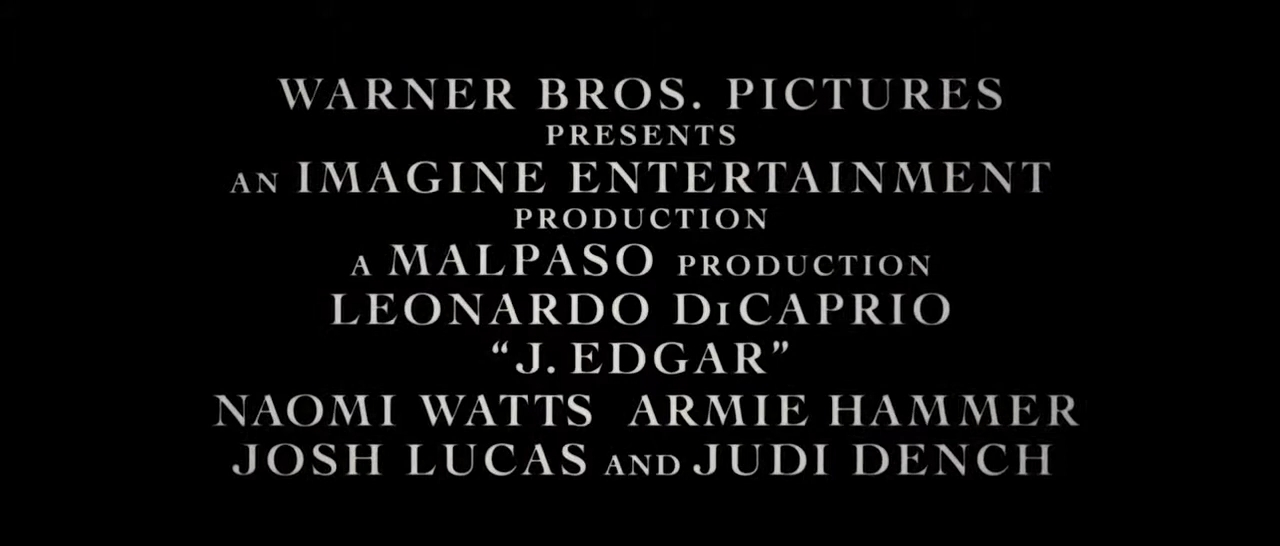 WARNER BROS. PICTURES
PRESENTS
AN IMAGINE ENTERTAINMENT
PRODUCTION
A MALPASO PRODUCTION
LEONARDO DiCAPRIO
“J. EDGAR”
NAOMI WATTS ARMIE HAMMER
JOSH LUCAS AND JUDI DENCH